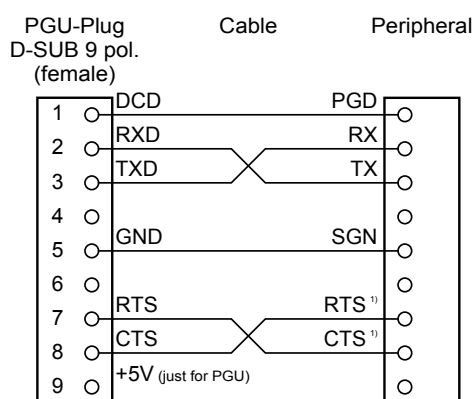 PGU-Plug Cable Peripheral
D-SUB 9 pol.
(female)
1 DCD PGD
2 RXD RX
3 TXD TX
4
5 GND SGN
6
7 RTS RTS 1)
8 CTS CTS 1)
9 +5V (just for PGU)